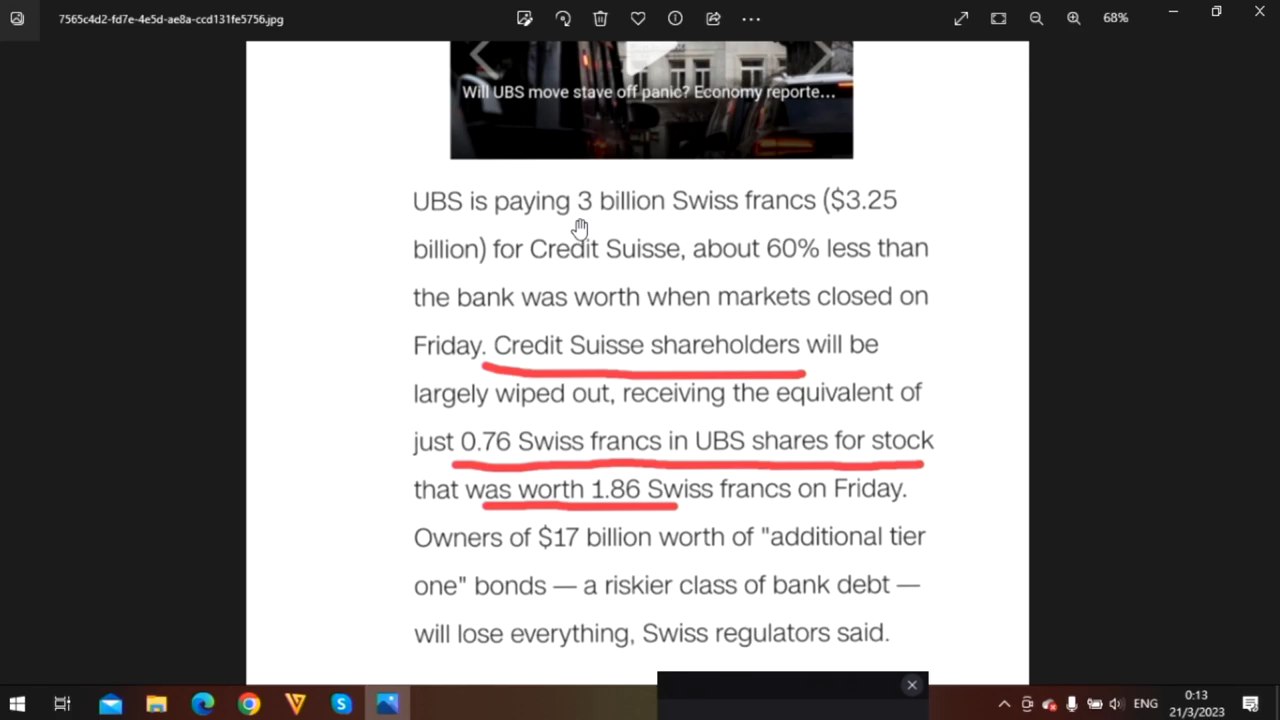 7565c4d2-fd7e-4e5d-ae8a-ccd131fe5756.jpg
68%
Will UBS move stave off panic? Economy reporte...
UBS is paying 3 billion Swiss francs ($3.25
billion) for Credit Suisse, about 60% less than
the bank was worth when markets closed on
Friday. Credit Suisse shareholders will be
largely wiped out, receiving the equivalent of
just 0.76 Swiss francs in UBS shares for stock
that was worth 1.86 Swiss francs on Friday.
Owners of $17 billion worth of "additional tier
one" bonds — a riskier class of bank debt —
will lose everything, Swiss regulators said.
ENG
0:13
21/3/2023